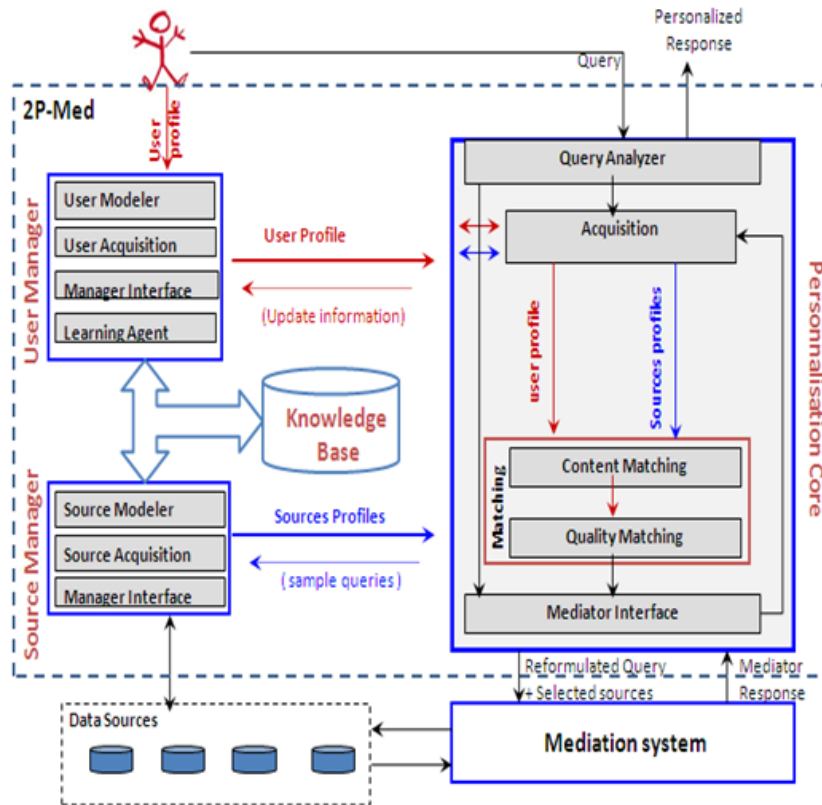 Personalized
Response
Query
2P-Med
User
profile
User Manager
User Modeler
User Acquisition
Manager Interface
Learning Agent
User Profile
(Update information)
Knowledge
Base
Source Manager
Source Modeler
Source Acquisition
Manager Interface
Sources Profiles
( sample queries )
Query Analyzer
Acquisition
user profile
Sources profiles
Matching
Content Matching
Quality Matching
Mediator Interface
Personnalisation Core
Reformulated Query
+ Selected sources
Mediator
Response
Data Sources
Mediation system